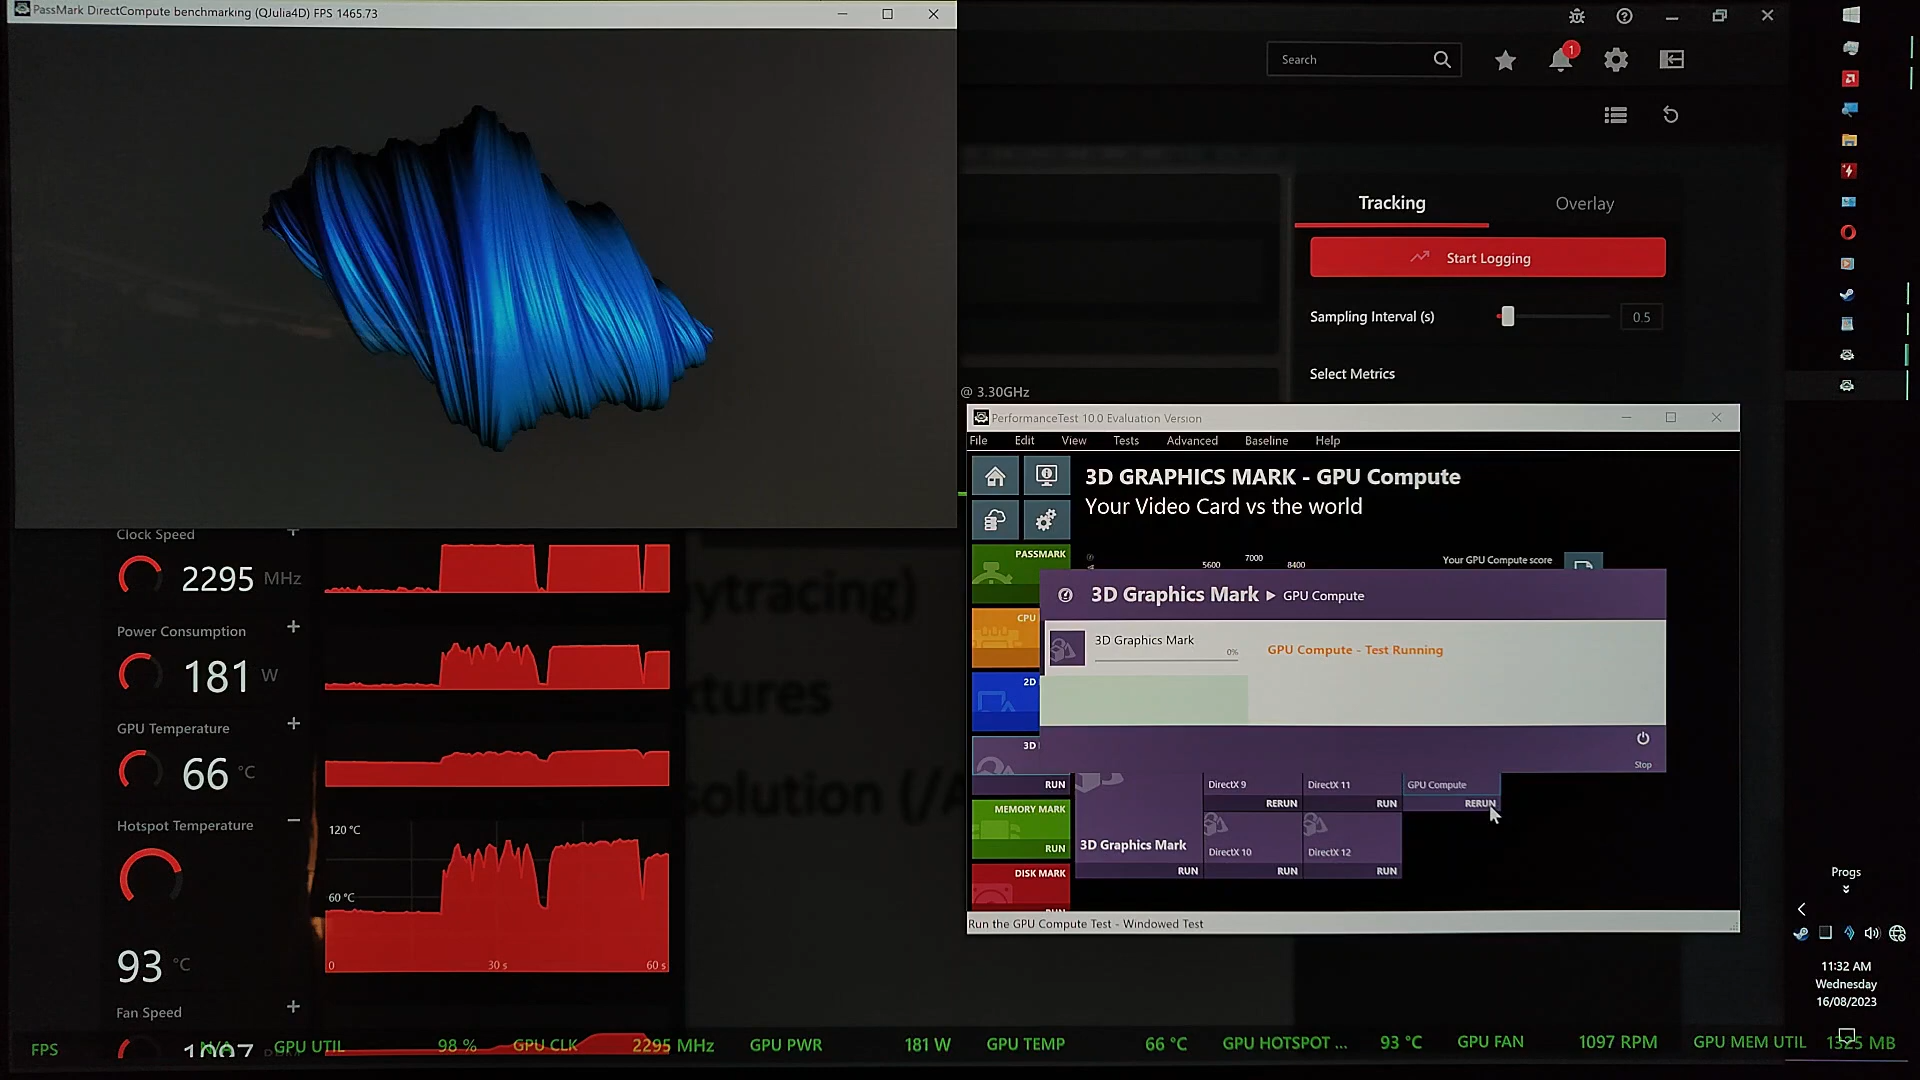 PassMark DirectCompute benchmarking (QJulia4D) FPS 1465.73
Search
1
Tracking
Overlay
Start Logging
Sampling Interval (s)
0.5
Select Metrics
@ 3.30GHz
PerformanceTest 10.0 Evaluation Version
File Edit View Tests Advanced Baseline Help
3D GRAPHICS MARK - GPU Compute
Your Video Card vs the world
PASSMARK
5600
7000
8400
Your GPU Compute score
3D Graphics Mark ▶ GPU Compute
CPU
3D Graphics Mark
0%
GPU Compute - Test Running
2D
3D
Stop
RUN
DirectX 9
RERUN
DirectX 11
RUN
GPU Compute
RERUN
MEMORY MARK
RUN
3D Graphics Mark
RUN
DirectX 10
RUN
DirectX 12
RUN
DISK MARK
Run the GPU Compute Test - Windowed Test
Clock Speed
2295 MHz
Power Consumption
181 W
GPU Temperature
66 °C
Hotspot Temperature
93 °C
120 °C
60 °C
0
30 s
60 s
Fan Speed
ytracing)
xtures
solution (/A
Progs
11:32 AM
Wednesday
16/08/2023
FPS N/A GPU UTIL 98 % GPU CLK 2295 MHz GPU PWR 181 W GPU TEMP 66 °C GPU HOTSPOT ... 93 °C GPU FAN 1097 RPM GPU MEM UTIL 1325 MB